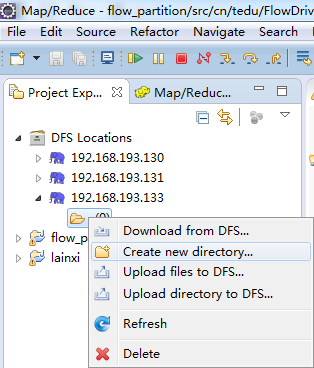 Map/Reduce - flow_partition/src/cn/tedu/FlowDriv
File Edit Source Refactor Navigate Search
Project Exp... Map/Reduc...
DFS Locations
192.168.193.130
192.168.193.131
192.168.193.133
(0)
flow_p
lainxi
Download from DFS...
Create new directory...
Upload files to DFS...
Upload directory to DFS...
Refresh
Delete